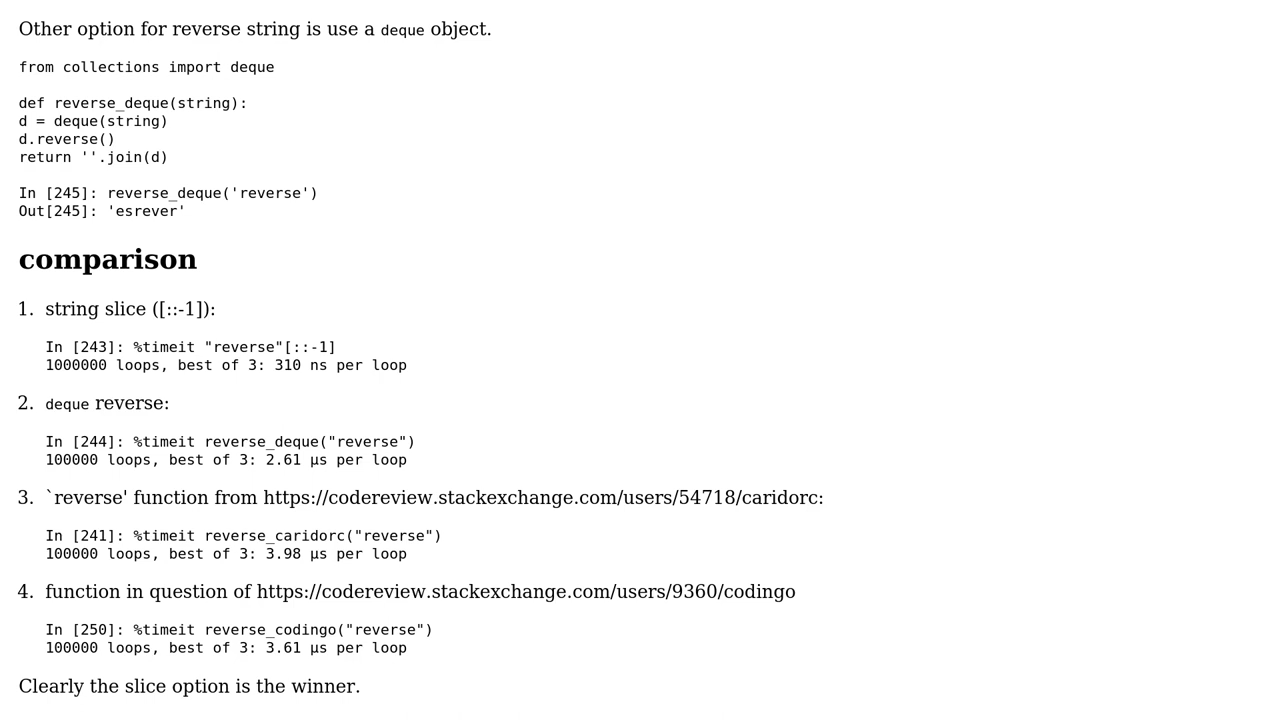 Other option for reverse string is use a deque object.
from collections import deque
def reverse_deque(string):
d = deque(string)
d.reverse()
return ''.join(d)
In [245]: reverse_deque('reverse')
Out[245]: 'esrever'
comparison
1. string slice ([::-1]):
In [243]: %timeit "reverse"[::-1]
1000000 loops, best of 3: 310 ns per loop
2. deque reverse:
In [244]: %timeit reverse_deque("reverse")
100000 loops, best of 3: 2.61 µs per loop
3. `reverse' function from https://codereview.stackexchange.com/users/54718/caridorc:
In [241]: %timeit reverse_caridorc("reverse")
100000 loops, best of 3: 3.98 µs per loop
4. function in question of https://codereview.stackexchange.com/users/9360/codingo
In [250]: %timeit reverse_codingo("reverse")
100000 loops, best of 3: 3.61 µs per loop
Clearly the slice option is the winner.